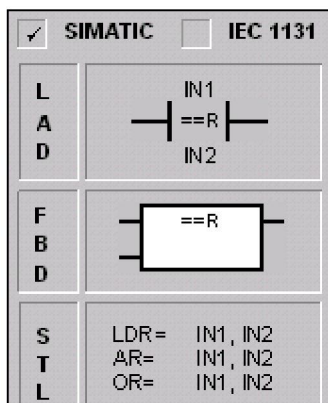 ✓ SIMATIC IEC 1131
L
A
D
IN1
==R
IN2
F
B
D
==R
S
T
L
LDR= IN1, IN2
AR= IN1, IN2
OR= IN1, IN2